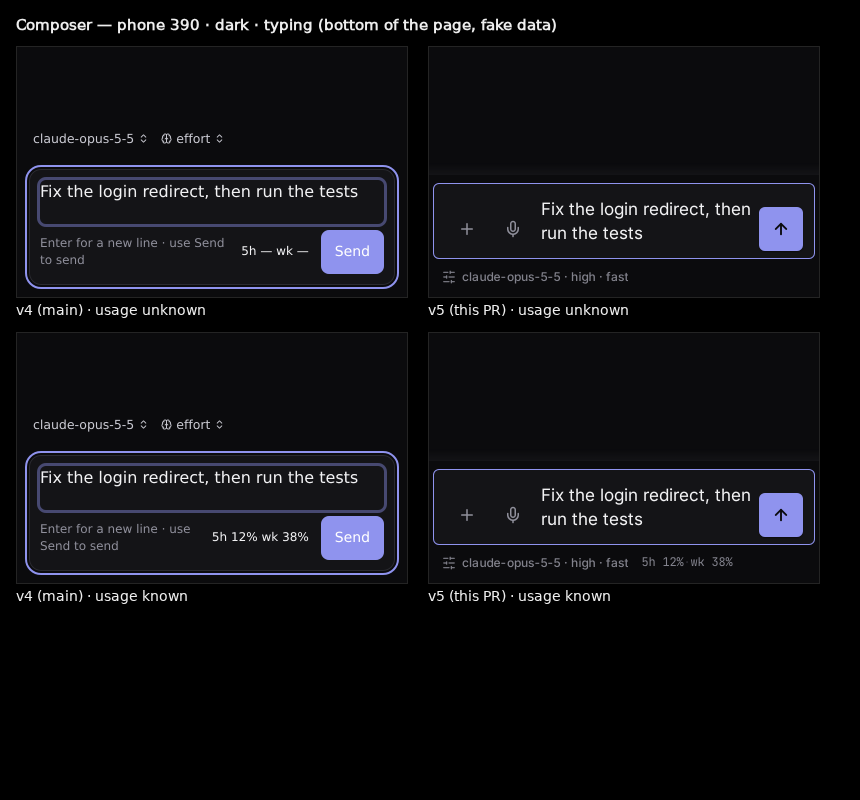 Composer — phone 390 · dark · typing (bottom of the page, fake data)
claude-opus-5-5 effort
Fix the login redirect, then run the tests
Enter for a new line · use Send
to send
5h — wk —
Send
v4 (main) · usage unknown
Fix the login redirect, then
run the tests
claude-opus-5-5 · high · fast
v5 (this PR) · usage unknown
claude-opus-5-5 effort
Fix the login redirect, then run the tests
Enter for a new line · use
Send to send
5h 12% wk 38%
Send
v4 (main) · usage known
Fix the login redirect, then
run the tests
claude-opus-5-5 · high · fast 5h 12% wk 38%
v5 (this PR) · usage known